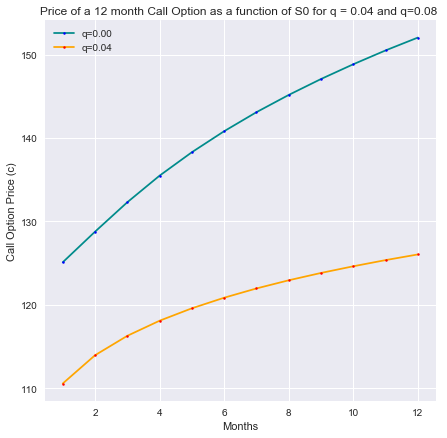 Price of a 12 month Call Option as a function of S0 for q = 0.04 and q=0.08
q=0.00
q=0.04
150
140
130
120
110
Call Option Price (c)
2 4 6 8 10 12
Months